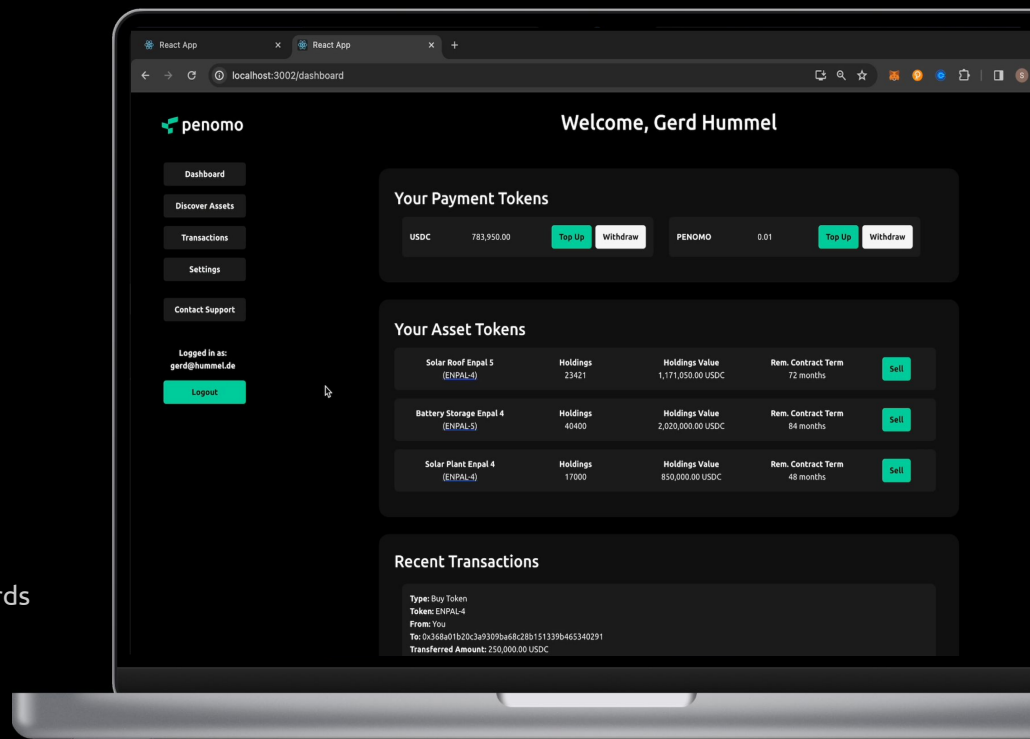 React App
React App
localhost:3002/dashboard
S
penomo
Welcome, Gerd Hummel
Dashboard
Discover Assets
Transactions
Settings
Contact Support
Logged in as:
gerd@hummel.de
Logout
Your Payment Tokens
USDC 783,950.00 Top Up Withdraw
PENOMO 0.01 Top Up Withdraw
Your Asset Tokens
Solar Roof Enpal 5 Holdings Holdings Value Rem. Contract Term Sell
(ENPAL-4) 23421 1,171,050.00 USDC 72 months
Battery Storage Enpal 4 Holdings Holdings Value Rem. Contract Term Sell
(ENPAL-5) 40400 2,020,000.00 USDC 84 months
Solar Plant Enpal 4 Holdings Holdings Value Rem. Contract Term Sell
(ENPAL-4) 17000 850,000.00 USDC 48 months
Recent Transactions
Type: Buy Token
Token: ENPAL-4
From: You
To: 0x368a01b20c3a9309ba68c28b151339b465340291
Transferred Amount: 250,000.00 USDC
rds